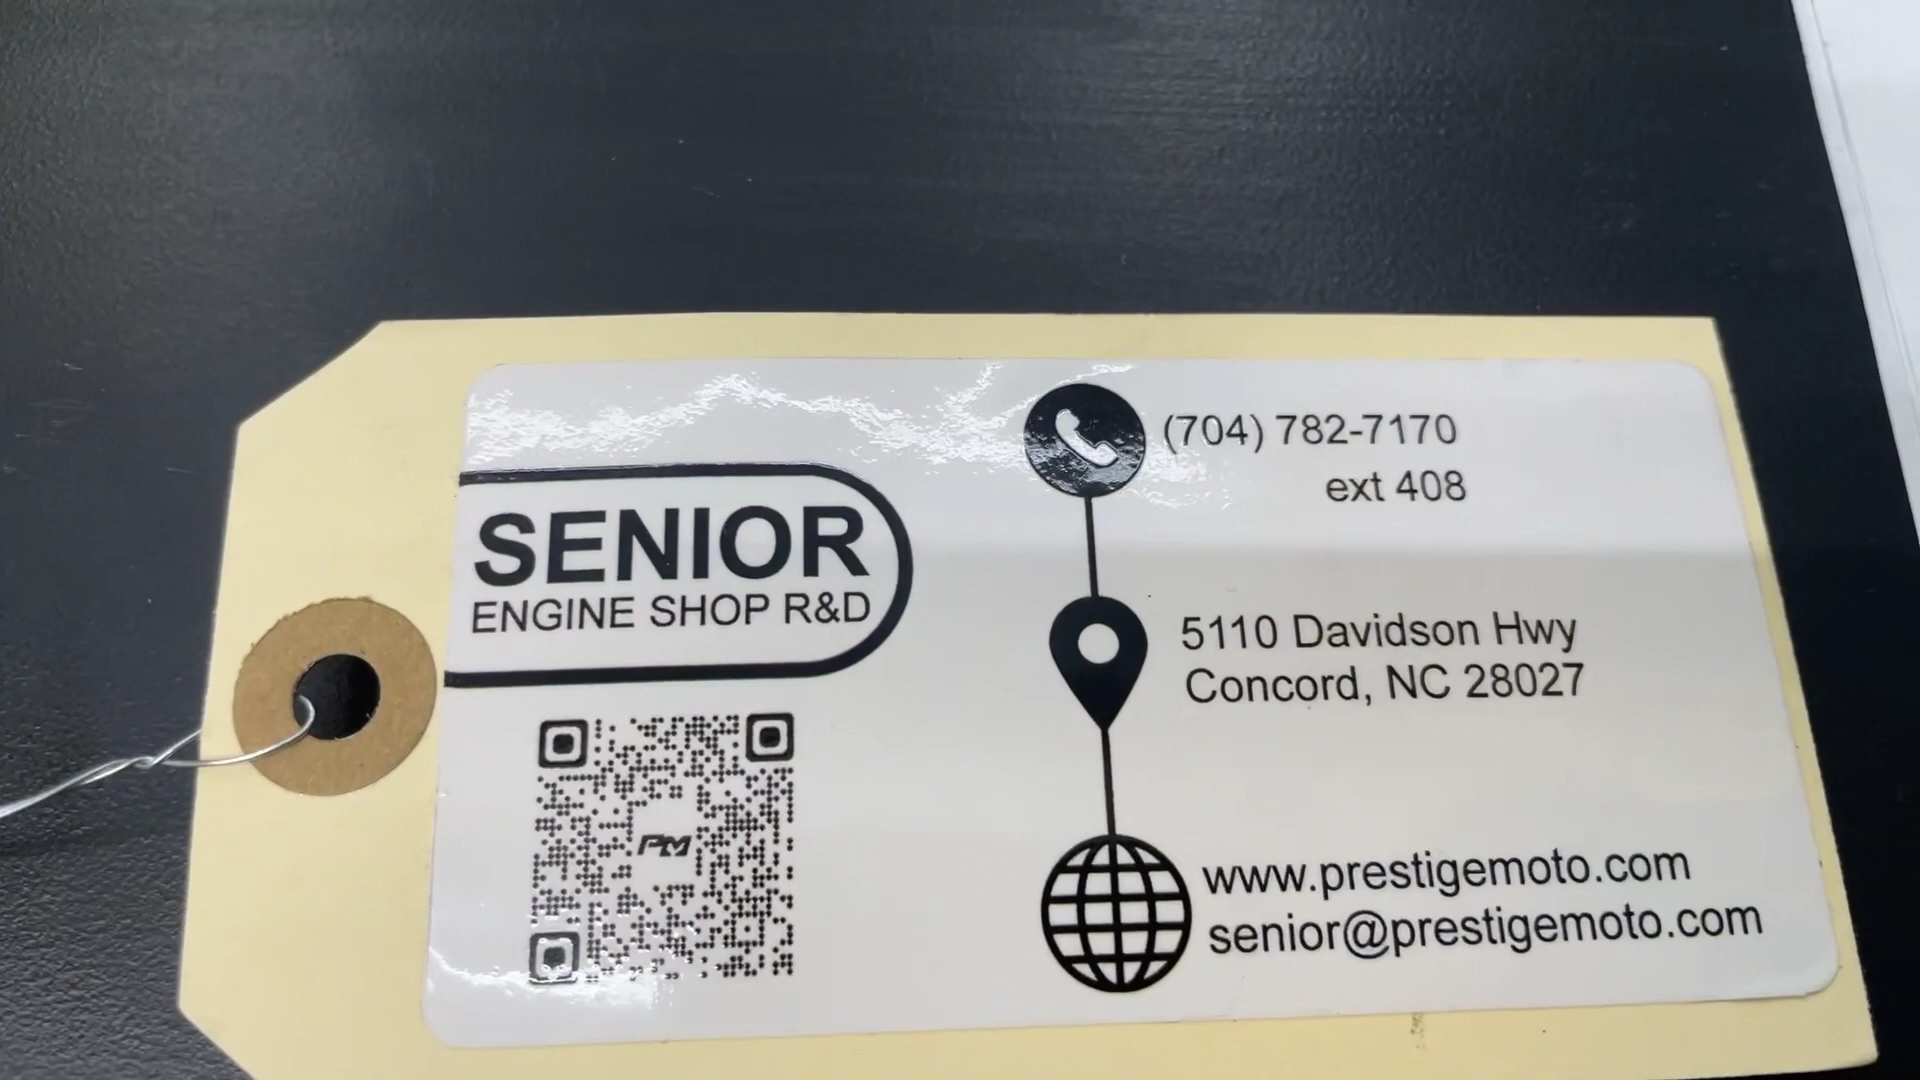 SENIOR
ENGINE SHOP R&D
PM
(704) 782-7170
ext 408
5110 Davidson Hwy
Concord, NC 28027
www.prestigemoto.com
senior@prestigemoto.com